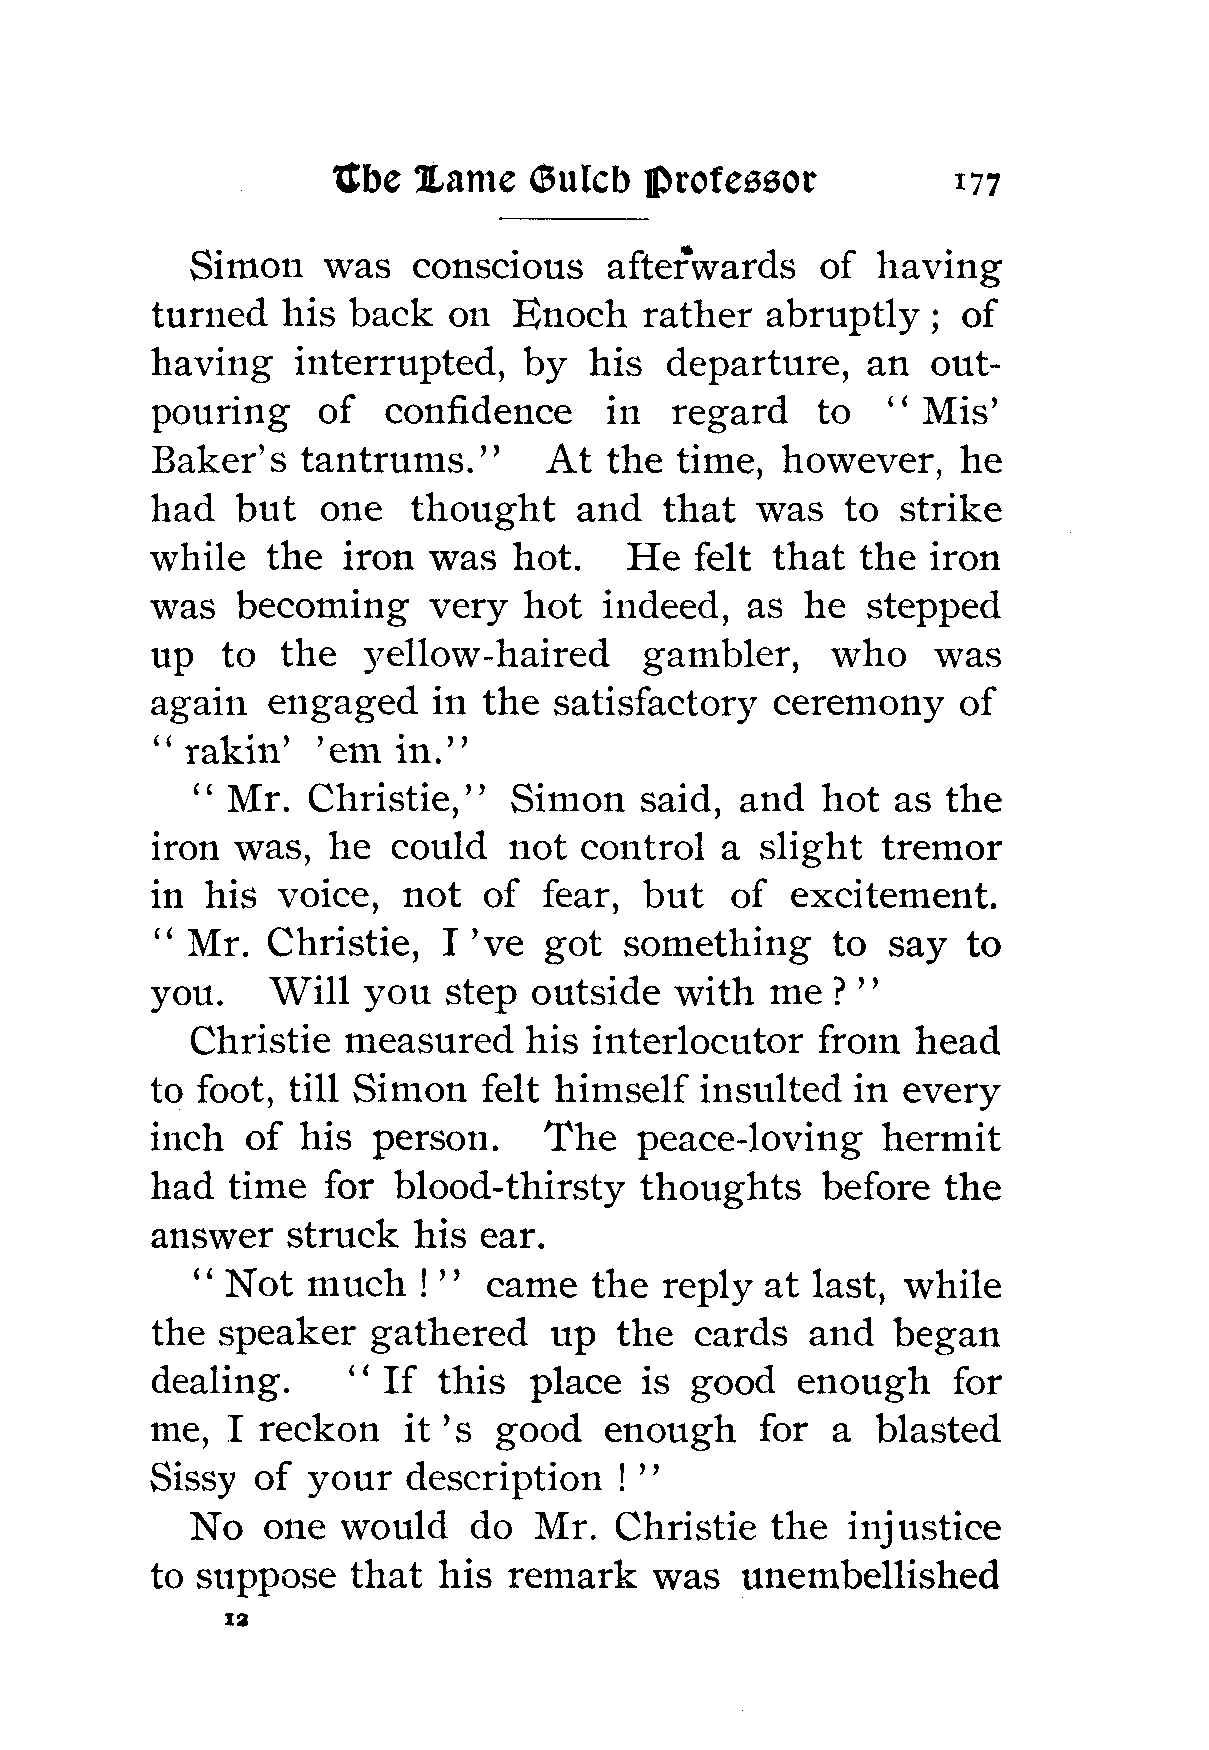 The Lame Gulch Professor 177
Simon was conscious afterwards of having
turned his back on Enoch rather abruptly ; of
having interrupted, by his departure, an out-
pouring of confidence in regard to “ Mis’
Baker’s tantrums.” At the time, however, he
had but one thought and that was to strike
while the iron was hot. He felt that the iron
was becoming very hot indeed, as he stepped
up to the yellow-haired gambler, who was
again engaged in the satisfactory ceremony of
“ rakin’ ’em in.”
“ Mr. Christie,” Simon said, and hot as the
iron was, he could not control a slight tremor
in his voice, not of fear, but of excitement.
“ Mr. Christie, I ’ve got something to say to
you. Will you step outside with me ? ”
Christie measured his interlocutor from head
to foot, till Simon felt himself insulted in every
inch of his person. The peace-loving hermit
had time for blood-thirsty thoughts before the
answer struck his ear.
“ Not much ! ” came the reply at last, while
the speaker gathered up the cards and began
dealing. “ If this place is good enough for
me, I reckon it ’s good enough for a blasted
Sissy of your description ! ”
No one would do Mr. Christie the injustice
to suppose that his remark was unembellished
12